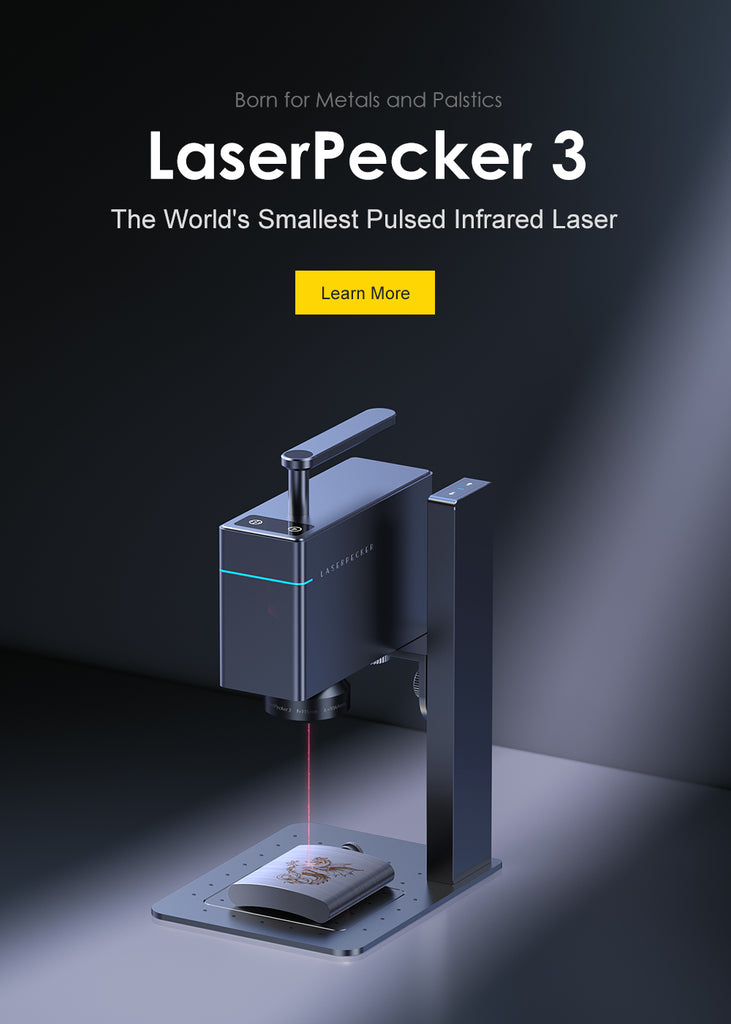 Born for Metals and Palstics
LaserPecker 3
The World's Smallest Pulsed Infrared Laser
Learn More
LASERPECKER